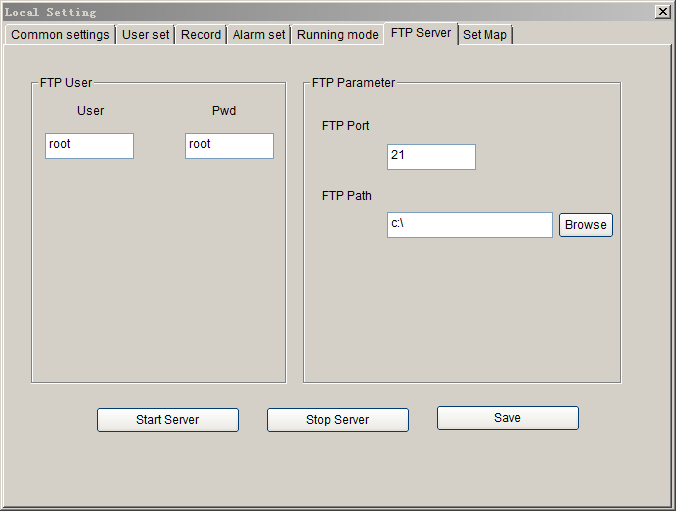 Local Setting
Common settings User set Record Alarm set Running mode FTP Server Set Map
FTP User
User Pwd
root root
FTP Parameter
FTP Port
21
FTP Path
c:\ Browse
Start Server Stop Server Save